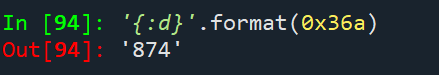 In [94]: '{:d}'.format(0x36a)
Out[94]: '874'